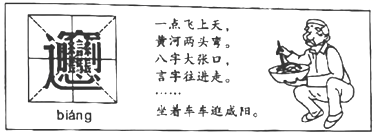 𰻞
biáng
一点飞上天，
黄河两头弯。
八字大张口，
言字往进走。
……
坐着车车逛咸阳。